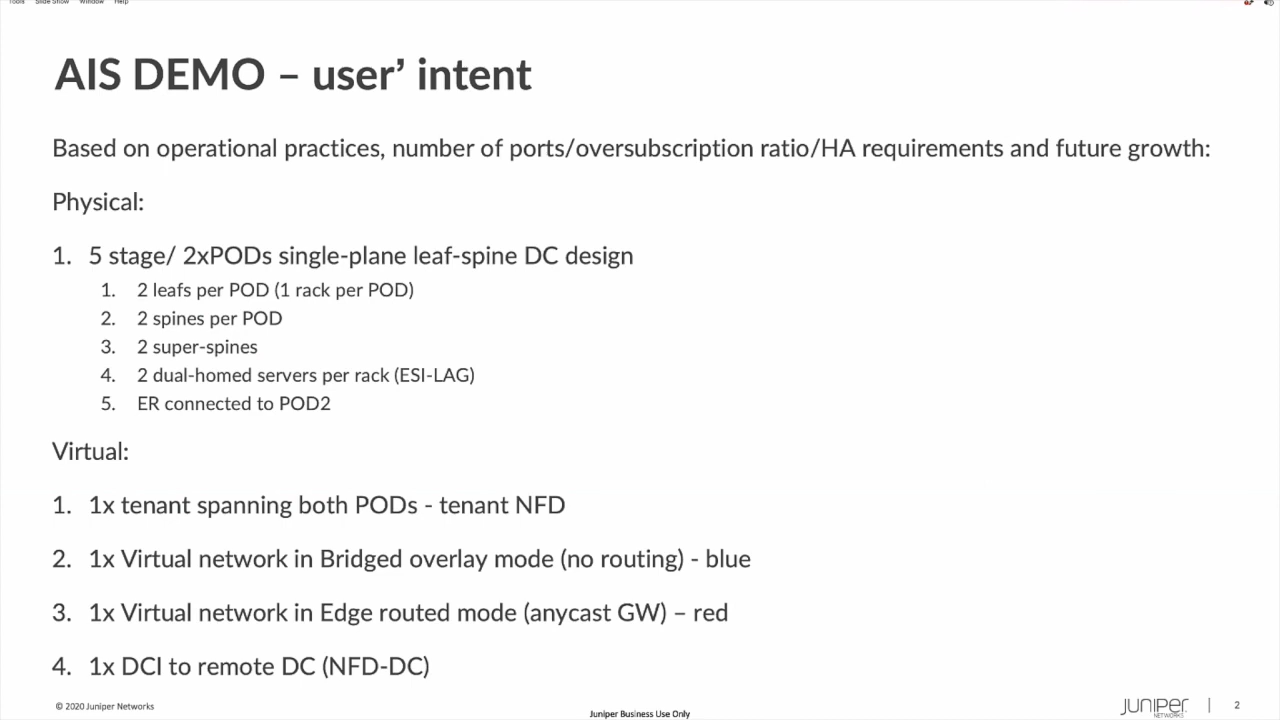 Tools Slide Show Window Help
AIS DEMO – user’ intent
Based on operational practices, number of ports/oversubscription ratio/HA requirements and future growth:
Physical:
1. 5 stage/ 2xPODs single-plane leaf-spine DC design
1. 2 leafs per POD (1 rack per POD)
2. 2 spines per POD
3. 2 super-spines
4. 2 dual-homed servers per rack (ESI-LAG)
5. ER connected to POD2
Virtual:
1. 1x tenant spanning both PODs - tenant NFD
2. 1x Virtual network in Bridged overlay mode (no routing) - blue
3. 1x Virtual network in Edge routed mode (anycast GW) – red
4. 1x DCI to remote DC (NFD-DC)
© 2020 Juniper Networks
Juniper Business Use Only
JUNIPER
NETWORKS
| 2